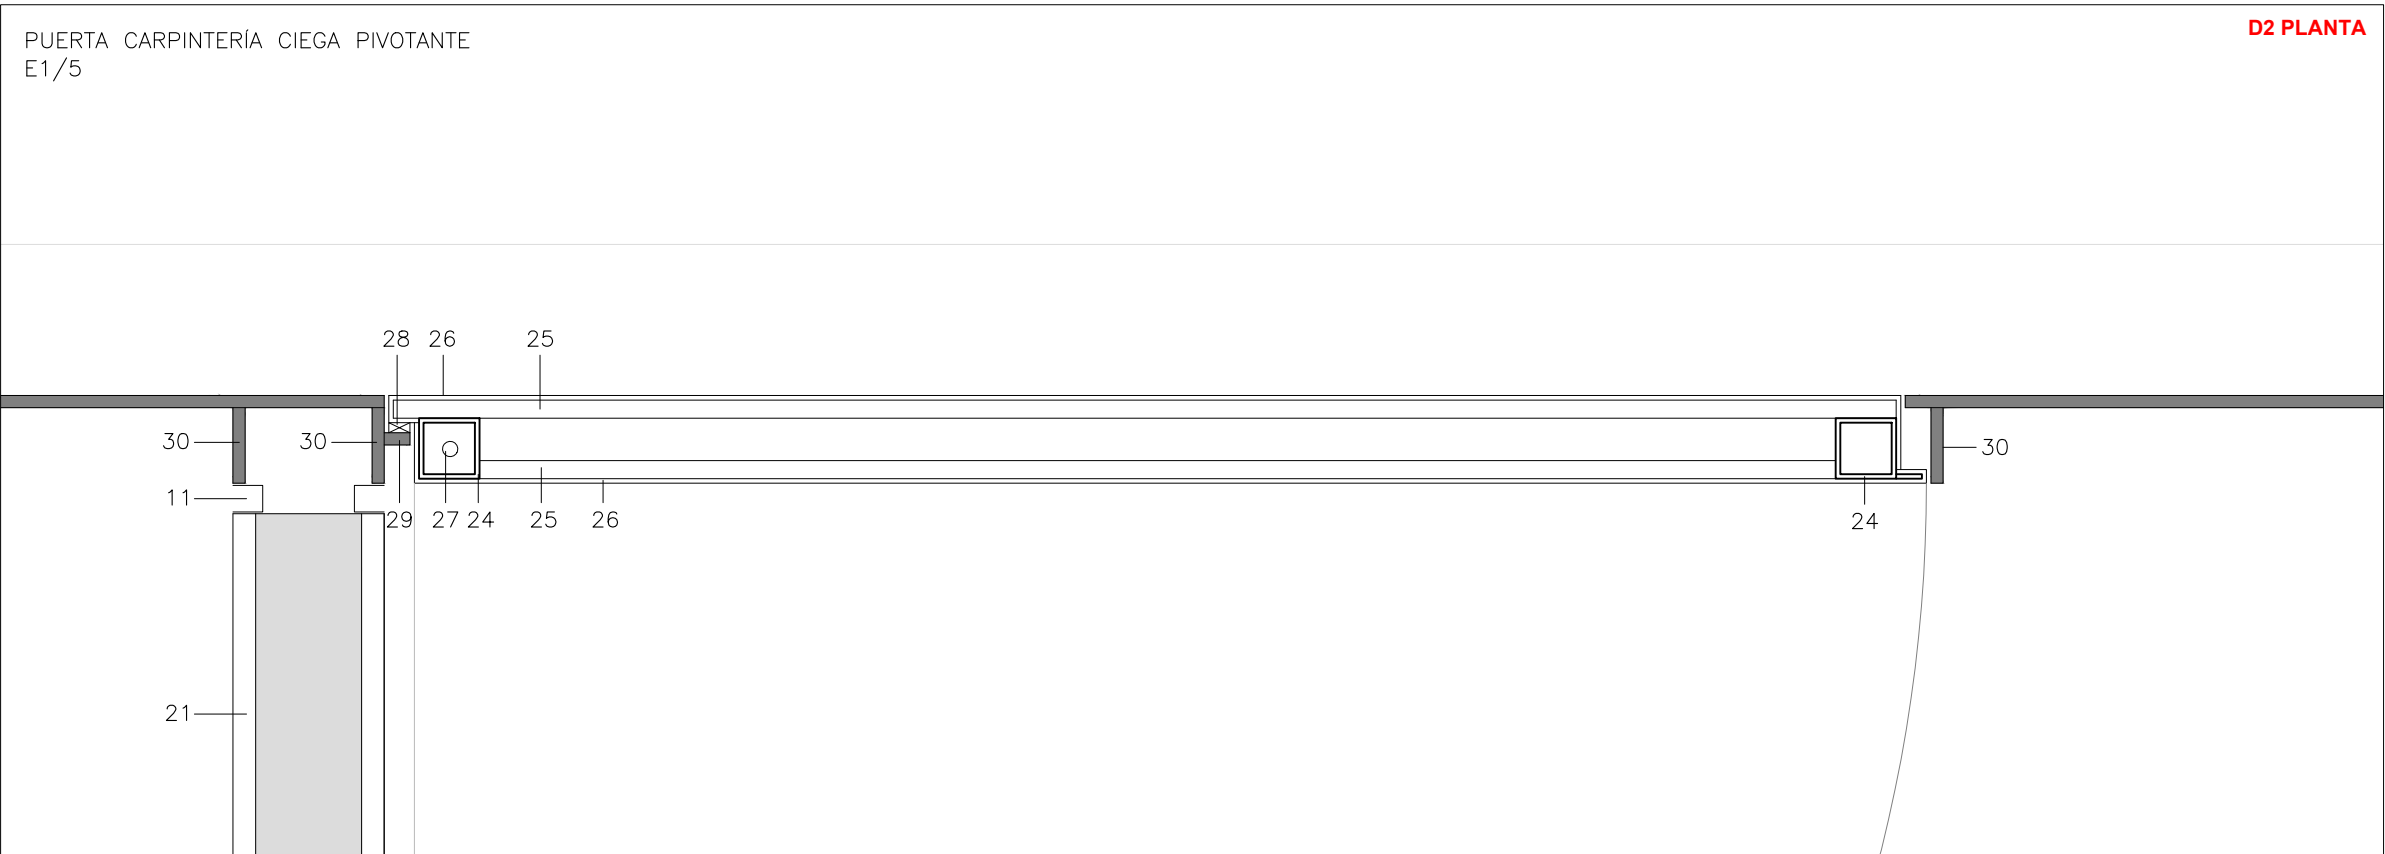 PUERTA CARPINTERÍA CIEGA PIVOTANTE
E1/5
D2 PLANTA
28 26 25
30 30 30
11
29 27 24 25 26 24
21